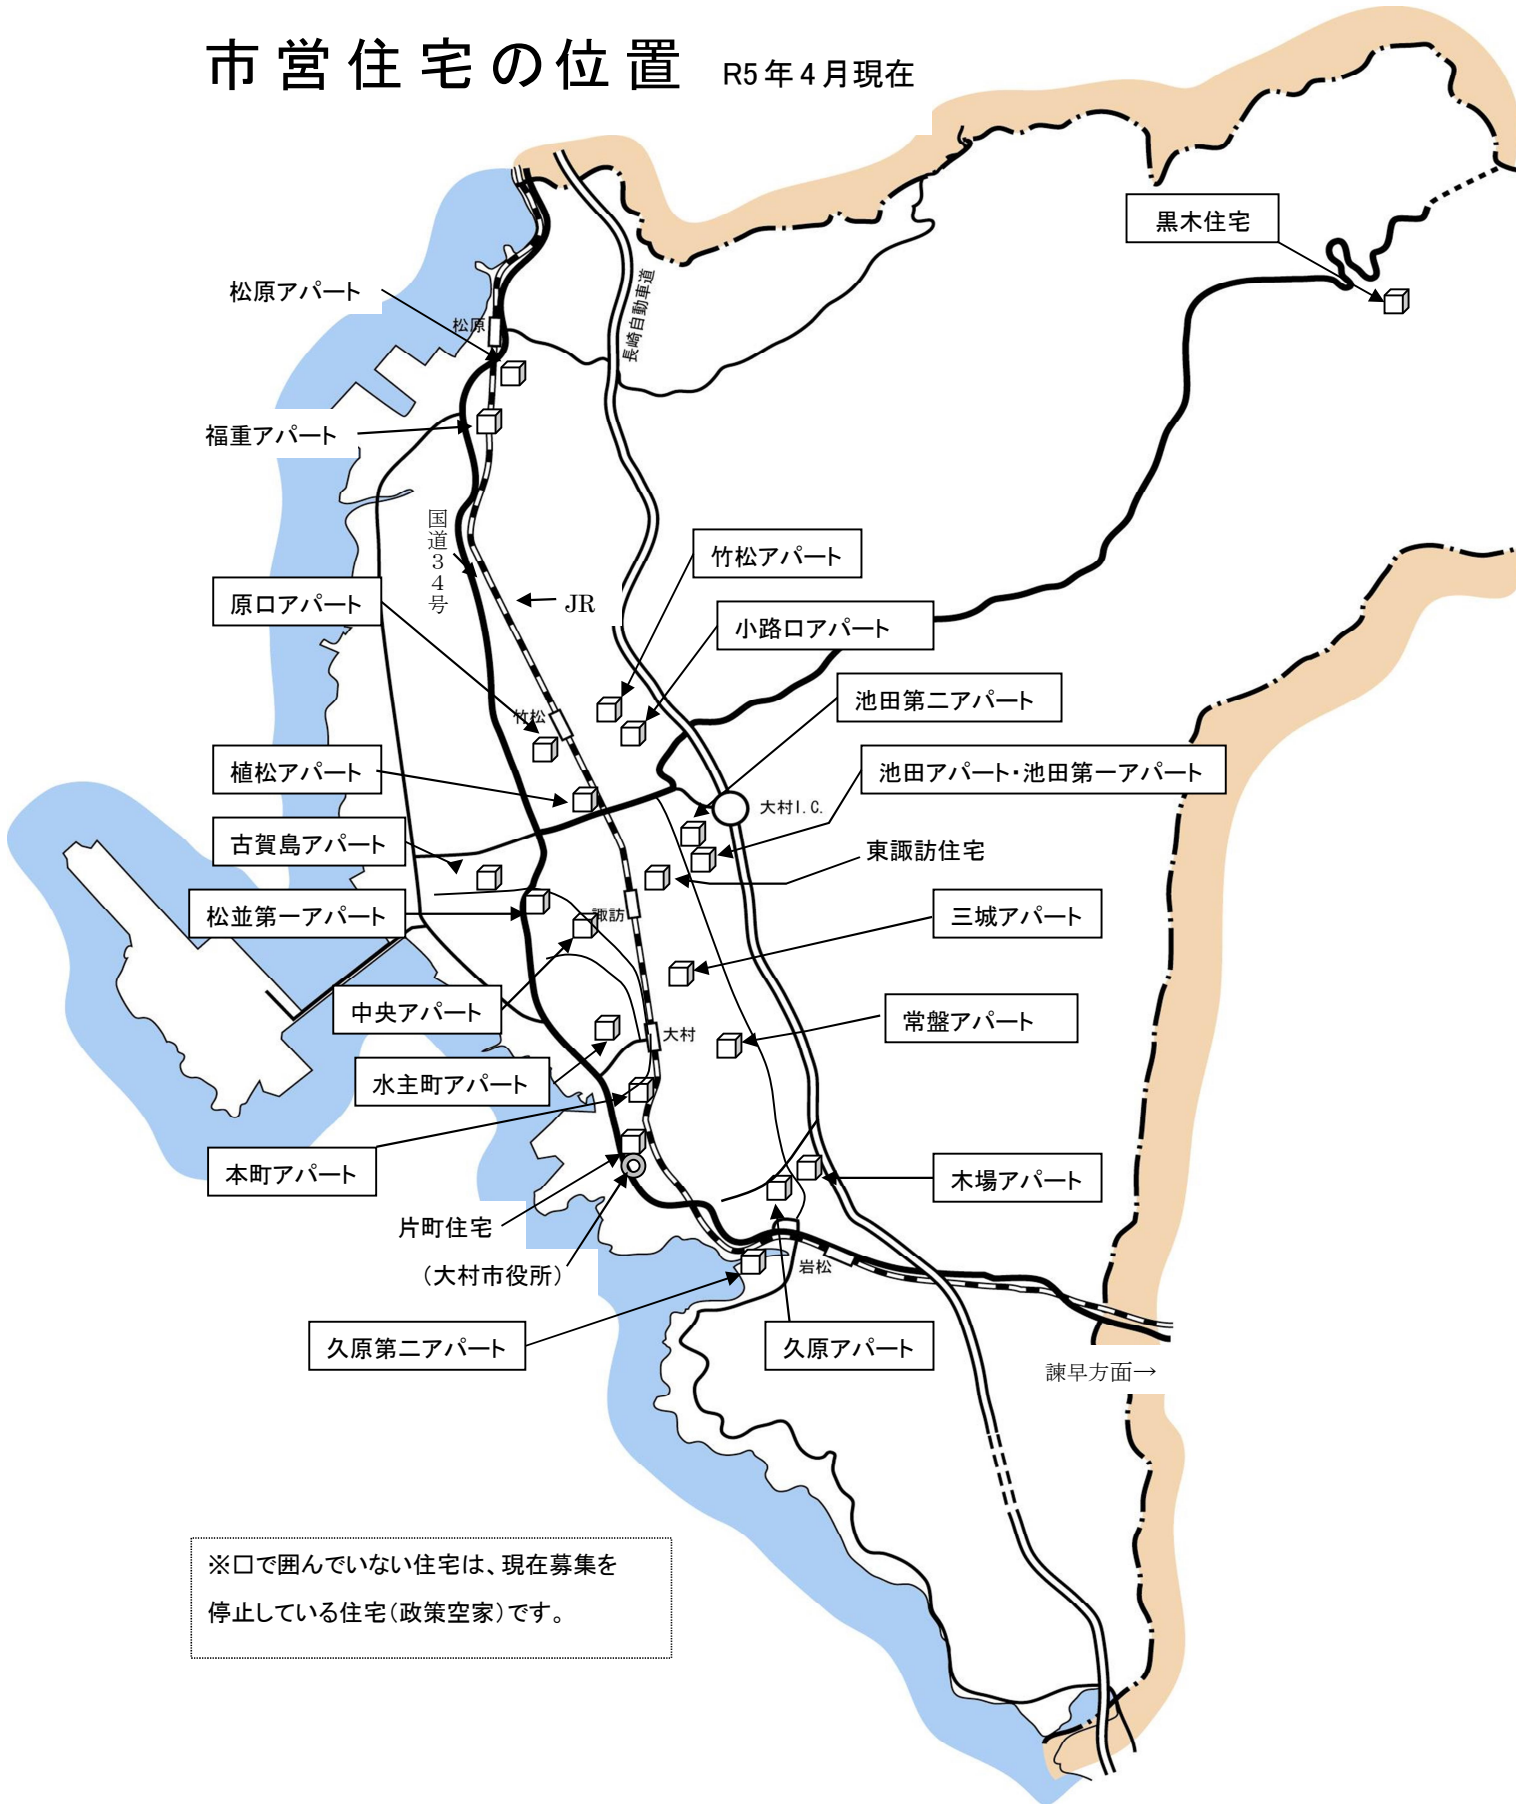 市営住宅の位置 R5年4月現在
黒木住宅
松原アパート
松原
長崎自動車道
福重アパート
国道34号
竹松アパート
原口アパート
JR
小路口アパート
池田第二アパート
竹松
植松アパート
池田アパート・池田第一アパート
大村I.C.
古賀島アパート
東諏訪住宅
松並第一アパート
諏訪
三城アパート
中央アパート
常盤アパート
大村
水主町アパート
本町アパート
木場アパート
片町住宅
(大村市役所)
岩松
久原第二アパート
久原アパート
諫早方面→
※□で囲んでいない住宅は、現在募集を
停止している住宅(政策空家)です。